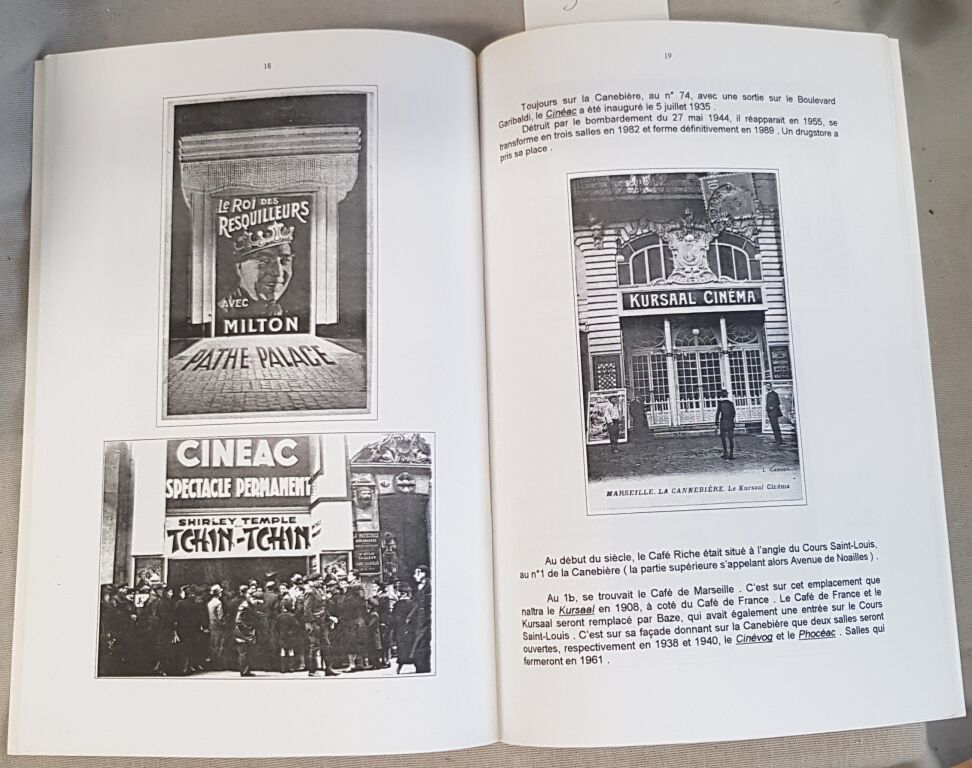 18
Le Roi des
Resquilleurs
AVEC
MILTON
PATHE PALACE
CINEAC
SPECTACLE PERMANENT
SHIRLEY TEMPLE
TCHIN-TCHIN
19
Toujours sur la Canebière, au n° 74, avec une sortie sur le Boulevard
Garibaldi, le Cinéac a été inauguré le 5 juillet 1935 .
Détruit par le bombardement du 27 mai 1944, il réapparait en 1955, se
transforme en trois salles en 1982 et ferme définitivement en 1989 . Un drugstore a
pris sa place .
KURSAAL CINÉMA
MARSEILLE. LA CANNEBIÈRE. Le Kursaal Cinéma
Au début du siècle, le Café Riche était situé à l'angle du Cours Saint-Louis,
au n°1 de la Canebière ( la partie supérieure s'appelant alors Avenue de Noailles ) .
Au 1b, se trouvait le Café de Marseille . C'est sur cet emplacement que
naîtra le Kursaal en 1908, à coté du Café de France . Le Café de France et le
Kursaal seront remplacé par Baze, qui avait également une entrée sur le Cours
Saint-Louis . C'est sur sa façade donnant sur la Canebière que deux salles seront
ouvertes, respectivement en 1938 et 1940, le Cinévog et le Phocéac . Salles qui
fermeront en 1961 .